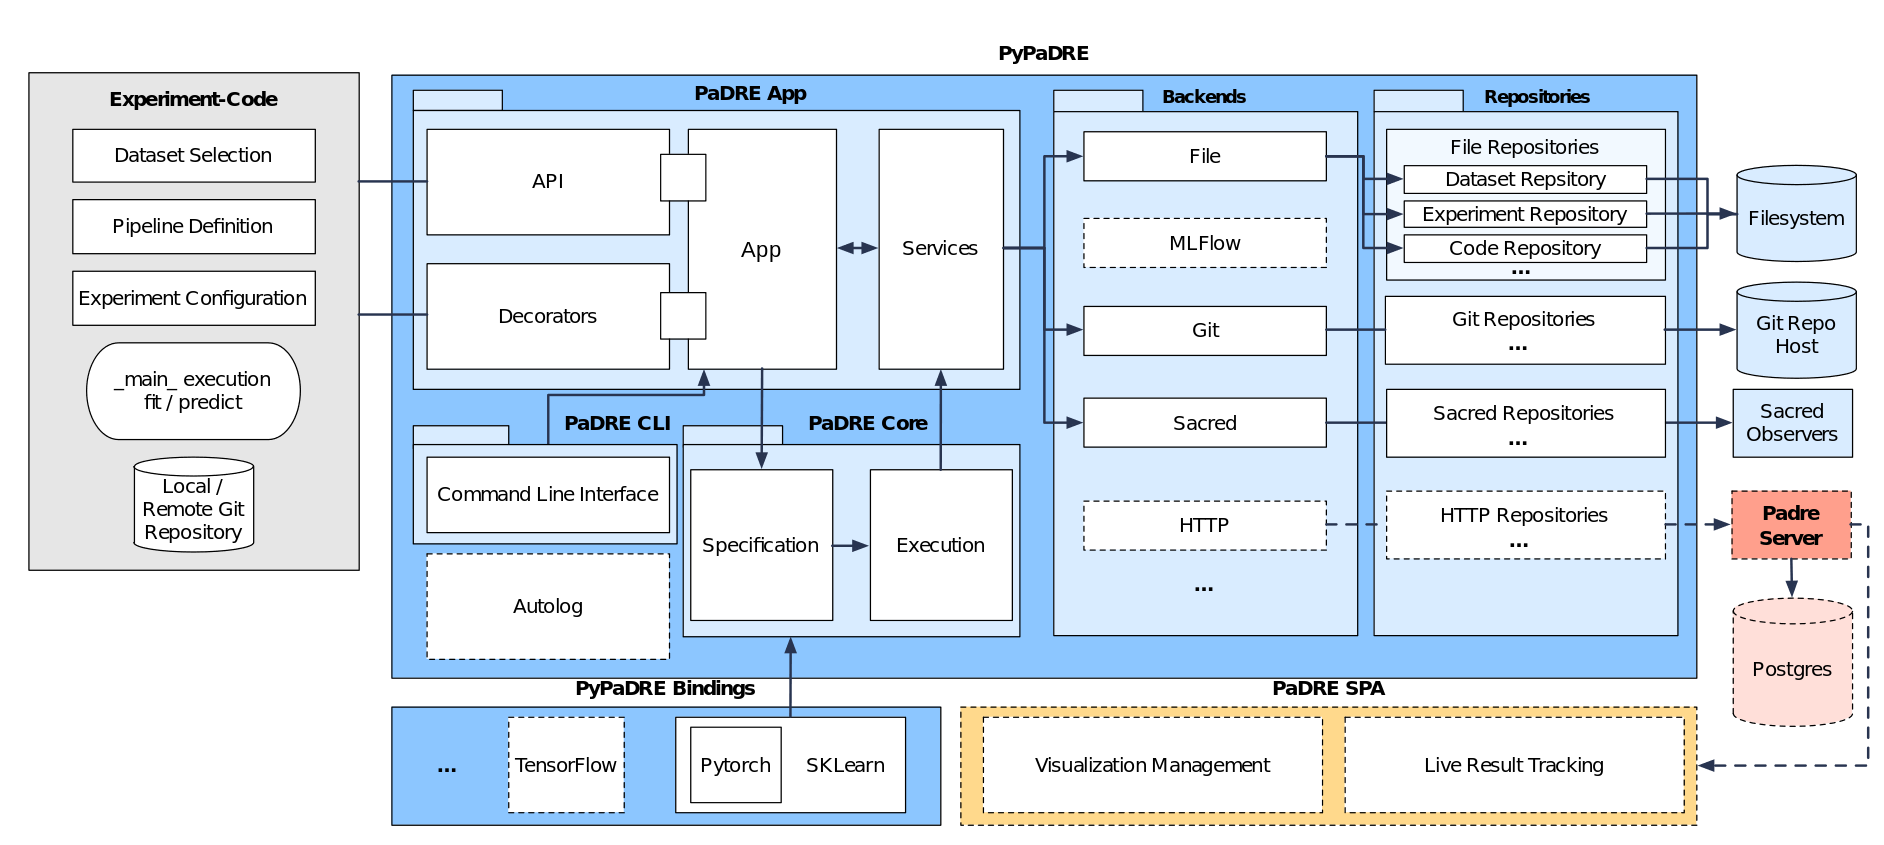 PyPaDRE
Experiment-Code
Dataset Selection
Pipeline Definition
Experiment Configuration
_main_ execution
fit / predict
Local /
Remote Git
Repository
PaDRE App
API
Decorators
App
Services
PaDRE CLI
Command Line Interface
Autolog
PaDRE Core
Specification
Execution
Backends
File
MLFlow
Git
Sacred
HTTP
...
Repositories
File Repositories
Dataset Repsitory
Experiment Repository
Code Repository
...
Git Repositories
...
Sacred Repositories
...
HTTP Repositories
...
Filesystem
Git Repo
Host
Sacred
Observers
Padre
Server
Postgres
PyPaDRE Bindings
...
TensorFlow
Pytorch
SKLearn
PaDRE SPA
Visualization Management
Live Result Tracking